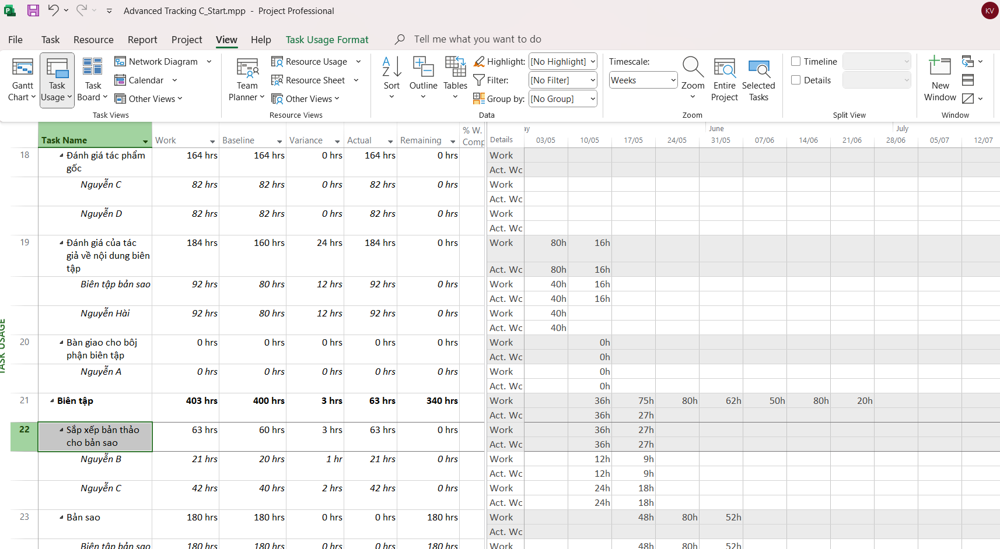 Advanced Tracking C_Start.mpp - Project Professional
KV
File Task Resource Report Project View Help Task Usage Format Tell me what you want to do
Gantt Chart
Task Usage
Task Board
Network Diagram
Calendar
Other Views
Task Views
Team Planner
Resource Usage
Resource Sheet
Other Views
Resource Views
Sort
Outline
Tables
Highlight: [No Highlight]
Filter: [No Filter]
Group by: [No Group]
Data
Timescale:
Weeks
Zoom
Entire Project
Selected Tasks
Zoom
Timeline
Details
Split View
New Window
Window
Task Name Work Baseline Variance Actual Remaining % W. Comp Details
ay June July
03/05 10/05 17/05 24/05 31/05 07/06 14/06 21/06 28/06 05/07 12/07
18 Đánh giá tác phẩm 164 hrs 164 hrs 0 hrs 164 hrs 0 hrs Work
gốc Act. Wc
Nguyễn C 82 hrs 82 hrs 0 hrs 82 hrs 0 hrs Work
Act. Wc
Nguyễn D 82 hrs 82 hrs 0 hrs 82 hrs 0 hrs Work
Act. Wc
19 Đánh giá của tác 184 hrs 160 hrs 24 hrs 184 hrs 0 hrs Work 80h 16h
giả về nội dung biên
tập Act. Wc 80h 16h
Biên tập bản sao 92 hrs 80 hrs 12 hrs 92 hrs 0 hrs Work 40h 16h
Act. Wc 40h 16h
Nguyễn Hài 92 hrs 80 hrs 12 hrs 92 hrs 0 hrs Work 40h
Act. Wc 40h
20 Bàn giao cho bôj 0 hrs 0 hrs 0 hrs 0 hrs 0 hrs Work 0h
phận biên tập Act. Wc 0h
Nguyễn A 0 hrs 0 hrs 0 hrs 0 hrs 0 hrs Work 0h
Act. Wc 0h
21 Biên tập 403 hrs 400 hrs 3 hrs 63 hrs 340 hrs Work 36h 75h 80h 62h 50h 80h 20h
Act. Wc 36h 27h
22 Sắp xếp bản thảo 63 hrs 60 hrs 3 hrs 63 hrs 0 hrs Work 36h 27h
cho bản sao Act. Wc 36h 27h
Nguyễn B 21 hrs 20 hrs 1 hr 21 hrs 0 hrs Work 12h 9h
Act. Wc 12h 9h
Nguyễn C 42 hrs 40 hrs 2 hrs 42 hrs 0 hrs Work 24h 18h
Act. Wc 24h 18h
23 Bản sao 180 hrs 180 hrs 0 hrs 0 hrs 180 hrs Work 48h 80h 52h
Act. Wc
Biên tập bản sao 180 hrs 180 hrs 0 hrs 0 hrs 180 hrs Work 48h 80h 52h
TASK USAGE